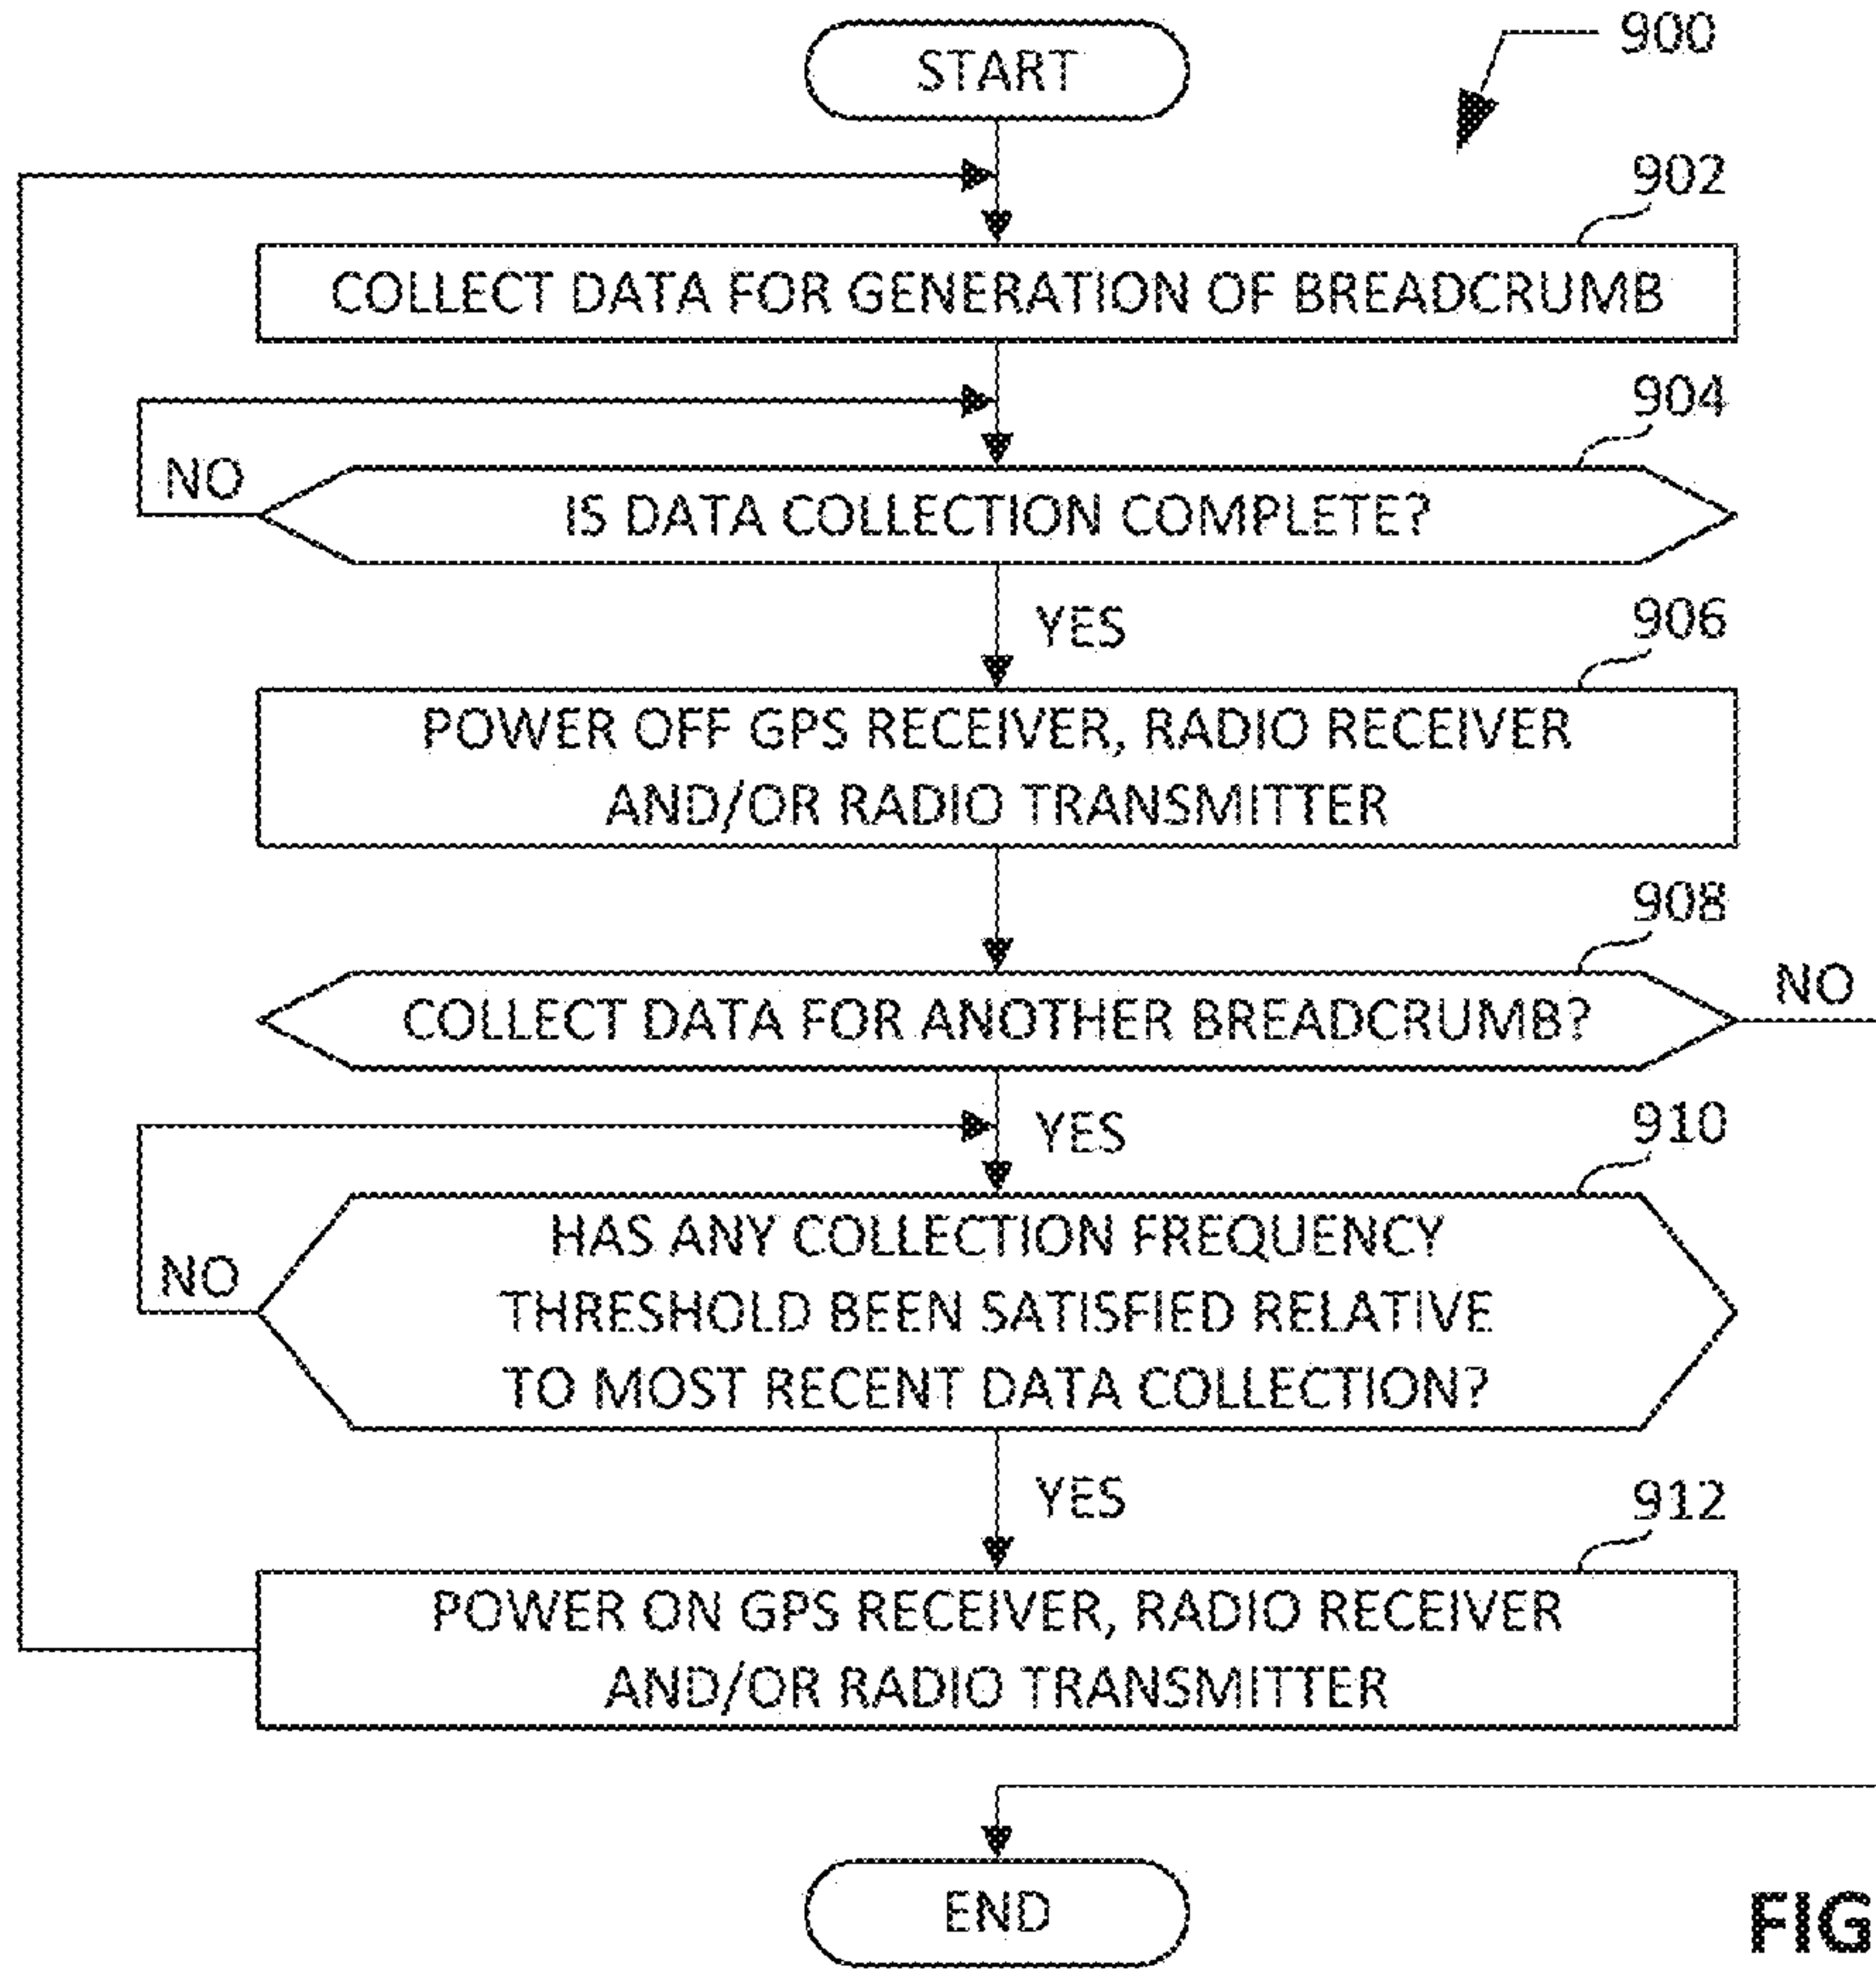 START
900
902
COLLECT DATA FOR GENERATION OF BREADCRUMB
904
NO
IS DATA COLLECTION COMPLETE?
YES
906
POWER OFF GPS RECEIVER, RADIO RECEIVER
AND/OR RADIO TRANSMITTER
908
COLLECT DATA FOR ANOTHER BREADCRUMB?
NO
YES
910
HAS ANY COLLECTION FREQUENCY
THRESHOLD BEEN SATISFIED RELATIVE
TO MOST RECENT DATA COLLECTION?
NO
YES
912
POWER ON GPS RECEIVER, RADIO RECEIVER
AND/OR RADIO TRANSMITTER
END
FIG